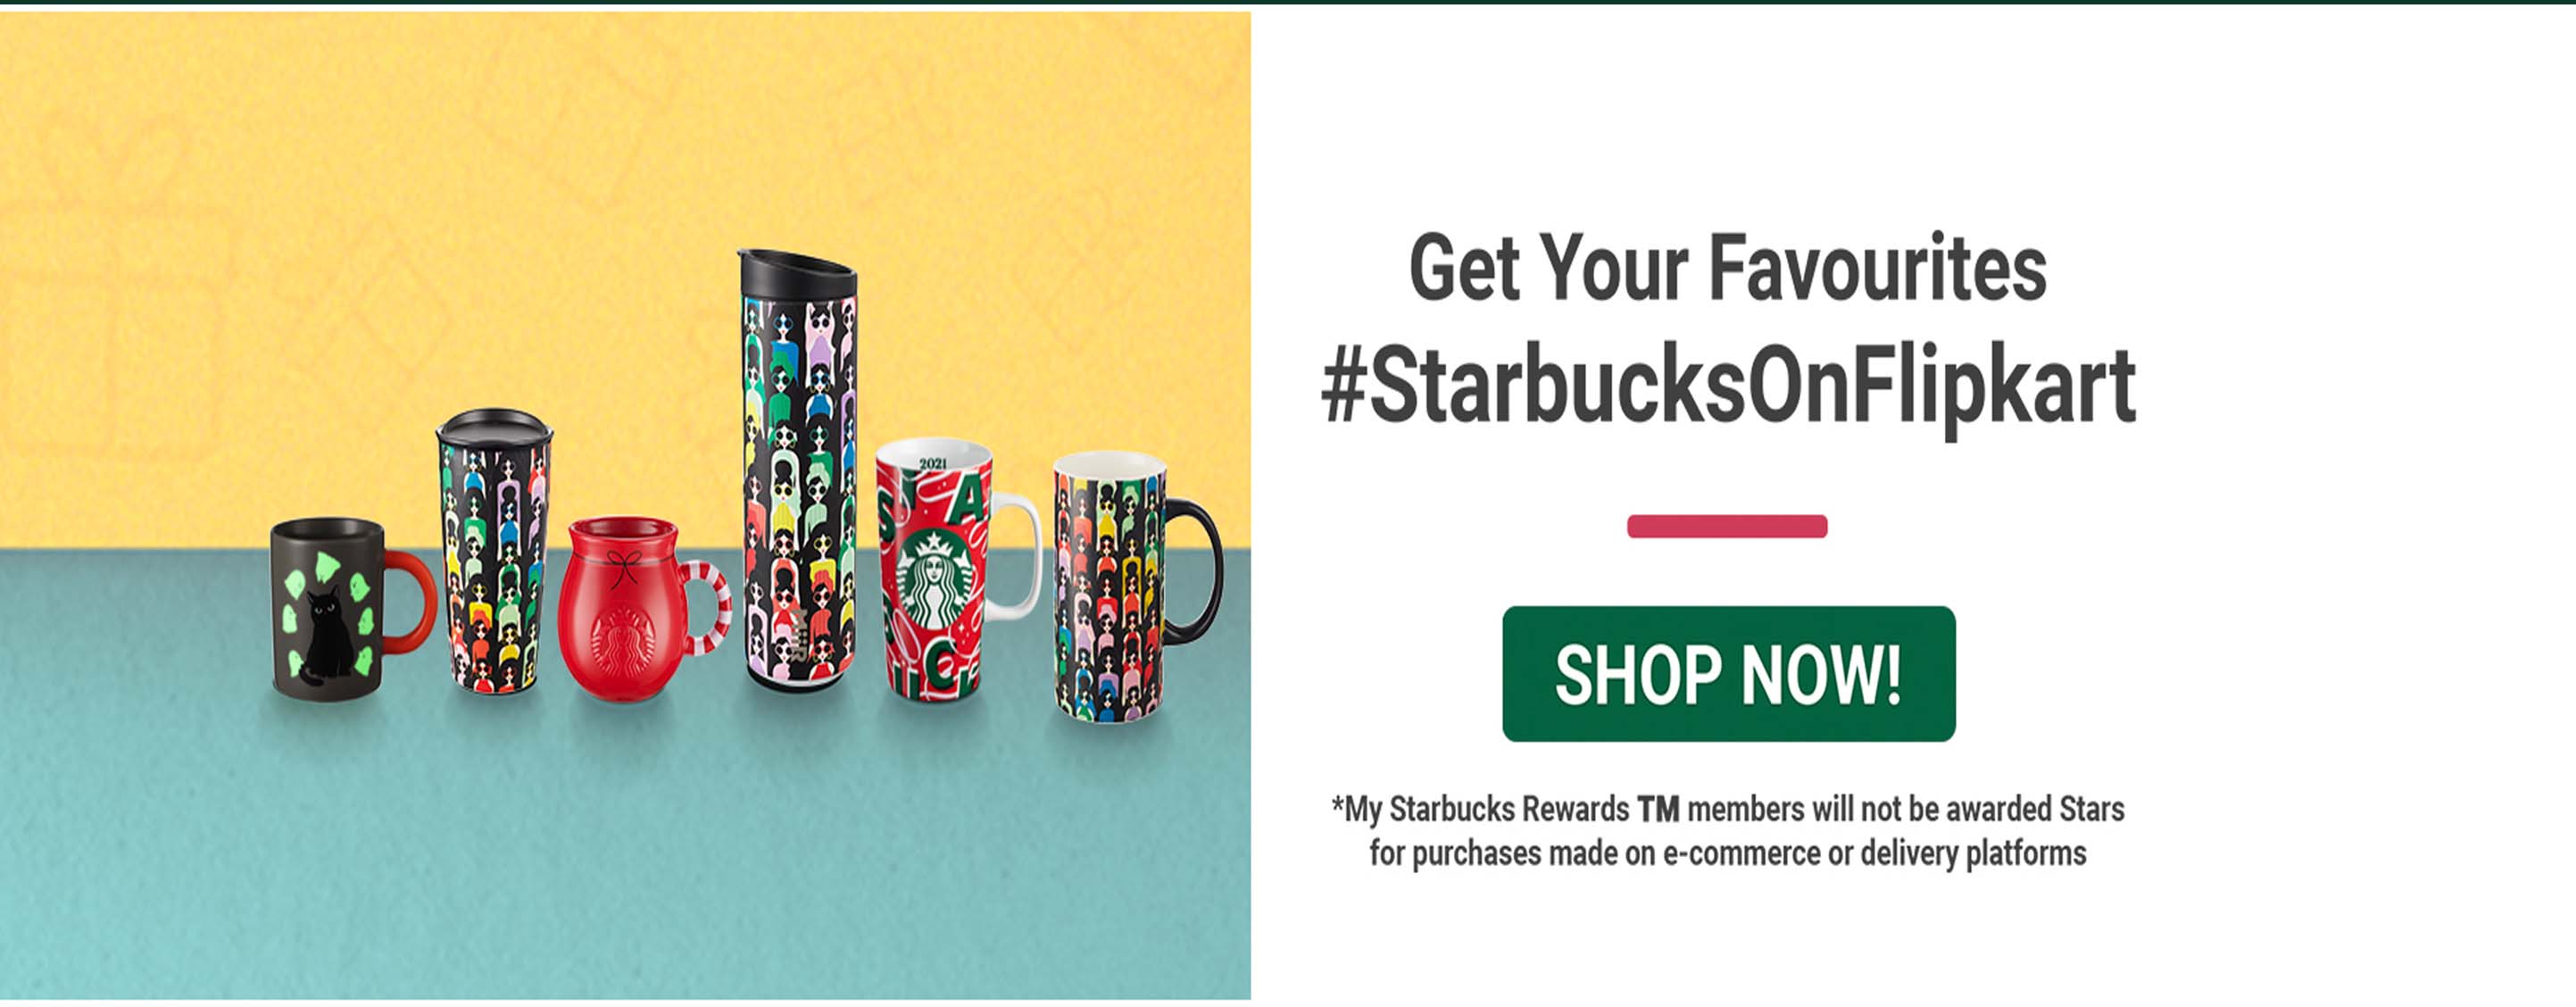 Get Your Favourites
#StarbucksOnFlipkart
SHOP NOW!
*My Starbucks Rewards TM members will not be awarded Stars
for purchases made on e-commerce or delivery platforms
2021